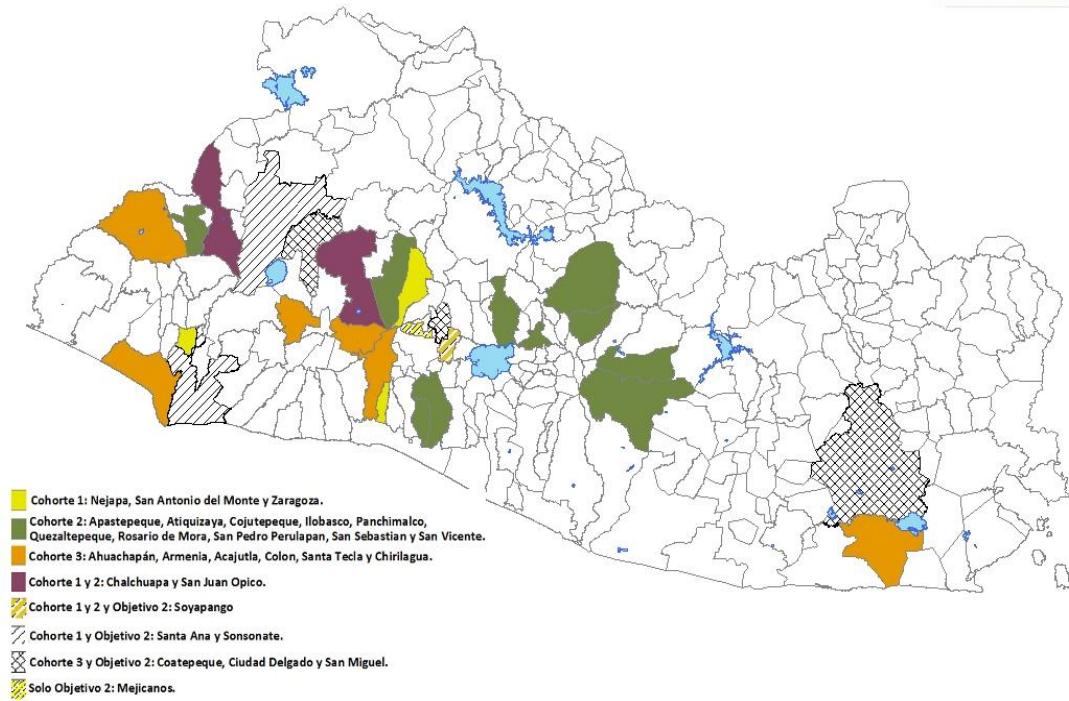 Cohorte 1: Nejapa, San Antonio del Monte y Zaragoza.
Cohorte 2: Apastepeque, Atiquizaya, Cojutepeque, Ilobasco, Panchimalco,
Quezaltepeque, Rosario de Mora, San Pedro Perulapan, San Sebastian y San Vicente.
Cohorte 3: Ahuachapán, Armenia, Acajutla, Colon, Santa Tecla y Chirilagua.
Cohorte 1 y 2: Chalchuapa y San Juan Opico.
Cohorte 1 y 2 y Objetivo 2: Soyapango
Cohorte 1 y Objetivo 2: Santa Ana y Sonsonate.
Cohorte 3 y Objetivo 2: Coatepeque, Ciudad Delgado y San Miguel.
Solo Objetivo 2: Mejicanos.